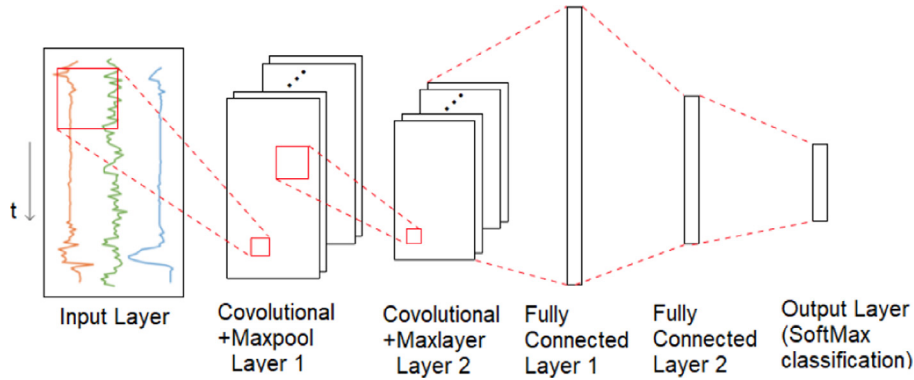 t
Input Layer
Covolutional
+Maxpool
Layer 1
Covolutional
+Maxlayer
Layer 2
Fully
Connected
Layer 1
Fully
Connected
Layer 2
Output Layer
(SoftMax
classification)